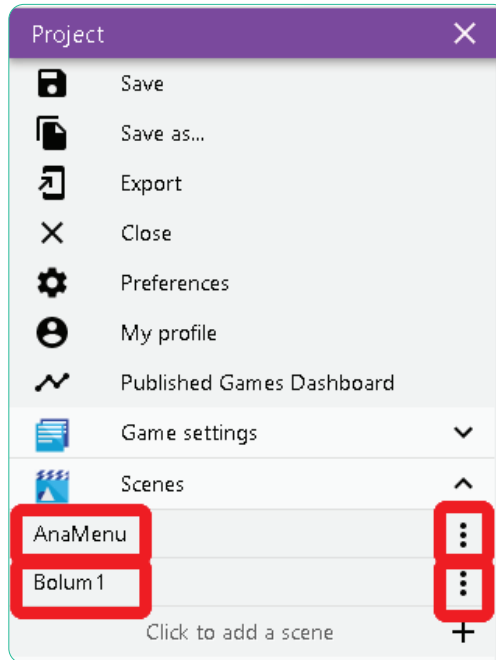 Project
Save
Save as...
Export
Close
Preferences
My profile
Published Games Dashboard
Game settings
Scenes
AnaMenu
Bolum1
Click to add a scene